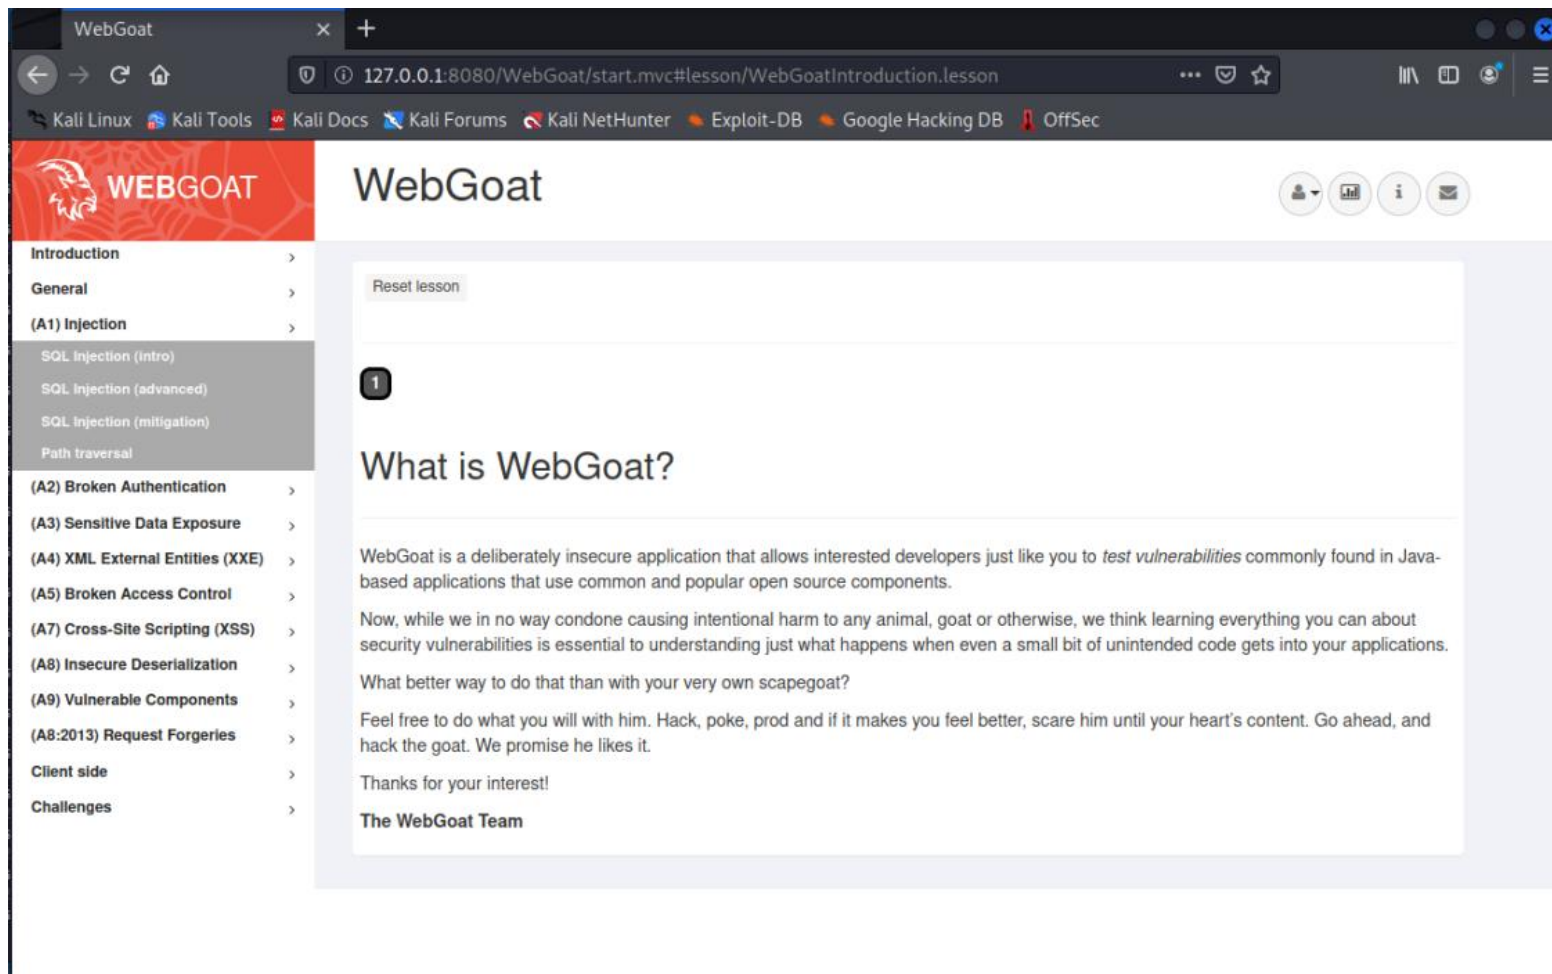 WebGoat
127.0.0.1:8080/WebGoat/start.mvc#lesson/WebGoatIntroduction.lesson
Kali Linux Kali Tools Kali Docs Kali Forums Kali NetHunter Exploit-DB Google Hacking DB OffSec
WEBGOAT
Introduction
General
(A1) Injection
SQL Injection (intro)
SQL Injection (advanced)
SQL Injection (mitigation)
Path traversal
(A2) Broken Authentication
(A3) Sensitive Data Exposure
(A4) XML External Entities (XXE)
(A5) Broken Access Control
(A7) Cross-Site Scripting (XSS)
(A8) Insecure Deserialization
(A9) Vulnerable Components
(A8:2013) Request Forgeries
Client side
Challenges
WebGoat
Reset lesson
1
What is WebGoat?
WebGoat is a deliberately insecure application that allows interested developers just like you to test vulnerabilities commonly found in Java-
based applications that use common and popular open source components.
Now, while we in no way condone causing intentional harm to any animal, goat or otherwise, we think learning everything you can about
security vulnerabilities is essential to understanding just what happens when even a small bit of unintended code gets into your applications.
What better way to do that than with your very own scapegoat?
Feel free to do what you will with him. Hack, poke, prod and if it makes you feel better, scare him until your heart's content. Go ahead, and
hack the goat. We promise he likes it.
Thanks for your interest!
The WebGoat Team